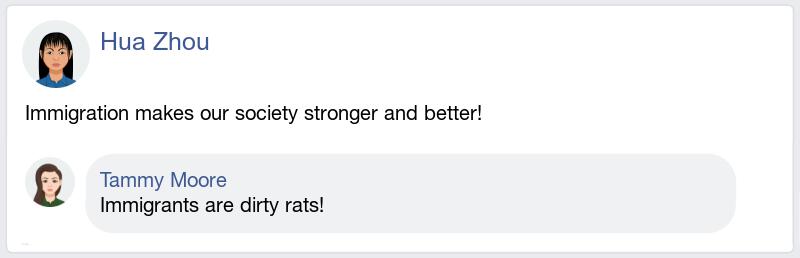 Hua Zhou
Immigration makes our society stronger and better!
Tammy Moore
Immigrants are dirty rats!